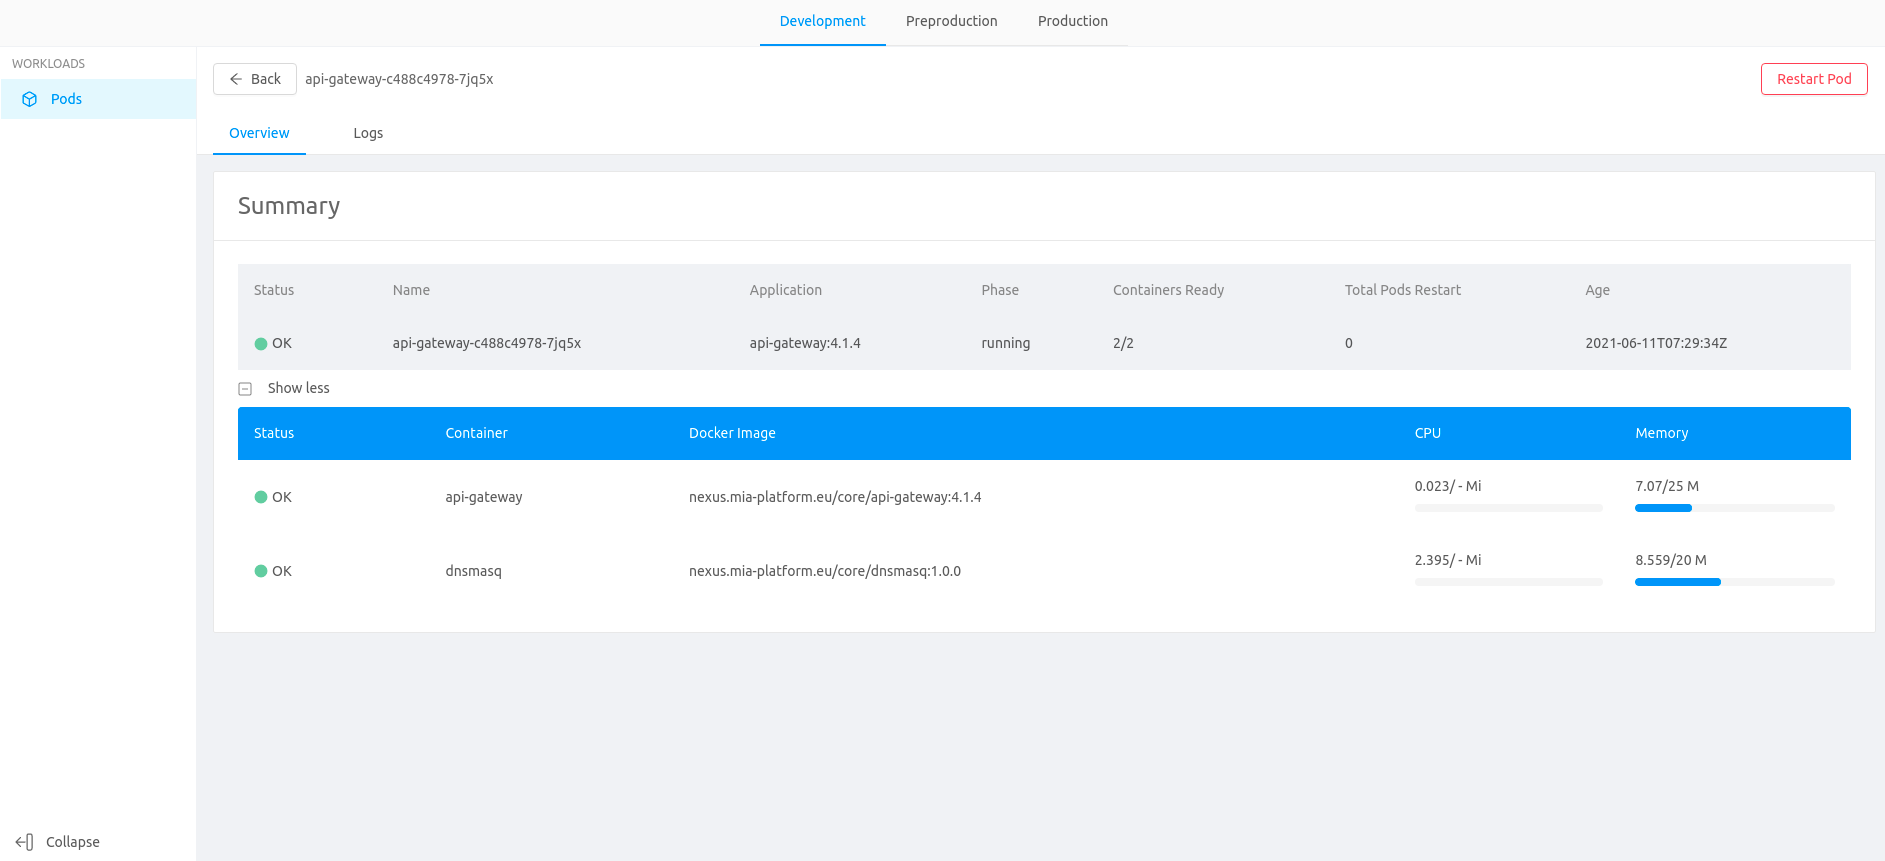 Development Preproduction Production
WORKLOADS
Pods
Back api-gateway-c488c4978-7jq5x Restart Pod
Overview Logs
Summary
Status Name Application Phase Containers Ready Total Pods Restart Age
OK api-gateway-c488c4978-7jq5x api-gateway:4.1.4 running 2/2 0 2021-06-11T07:29:34Z
Show less
Status Container Docker Image CPU Memory
OK api-gateway nexus.mia-platform.eu/core/api-gateway:4.1.4 0.023/ - Mi 7.07/25 M
OK dnsmasq nexus.mia-platform.eu/core/dnsmasq:1.0.0 2.395/ - Mi 8.559/20 M
Collapse